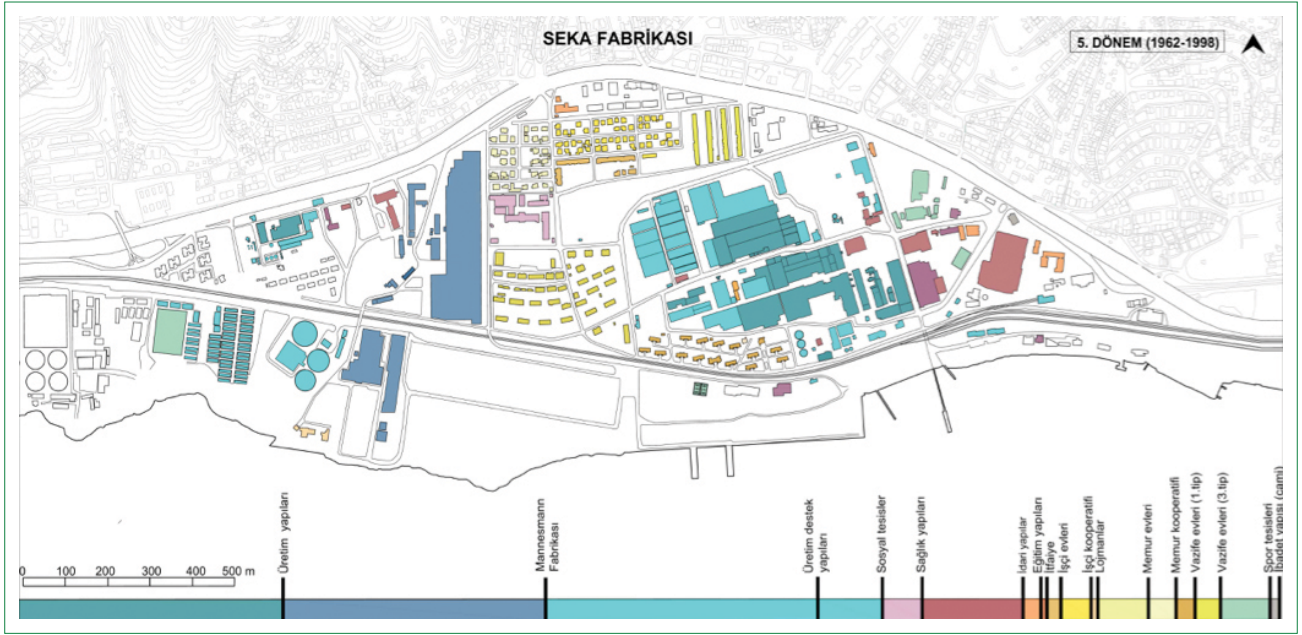 SEKA FABRİKASI
5. DÖNEM (1962-1998)
0 100 200 300 400 500 m
Üretim yapıları
Mannesmann
Fabrikası
Üretim destek
yapıları
Sosyal tesisler
Sağlık yapıları
İdari yapılar
Eğitim yapıları
İtfaiye
İşçi evleri
İşçi kooperatifi
Lojmanlar
Memur evleri
Memur kooperatifi
Vazife evleri (1.tip)
Vazife evleri (3.tip)
Spor tesisleri
İbadet yapısı (cami)